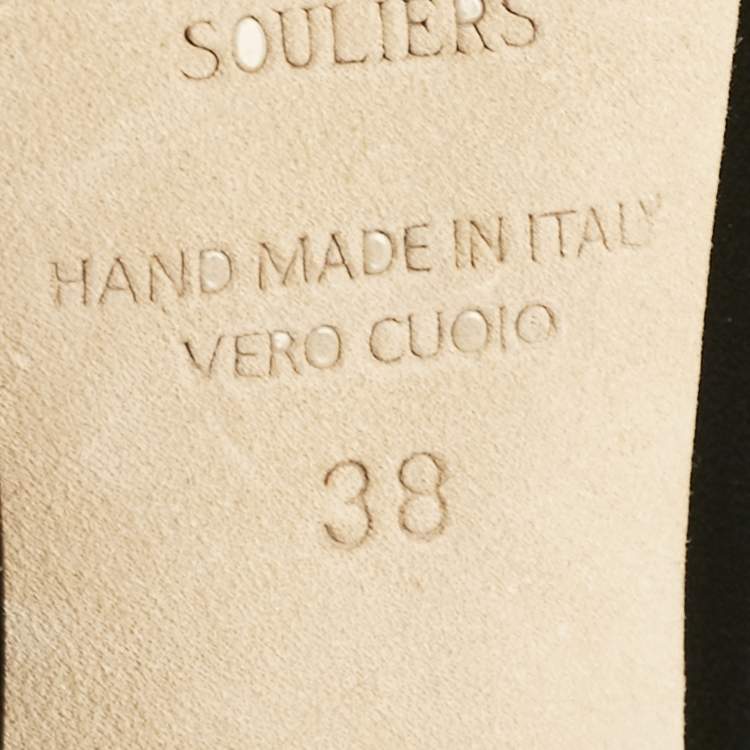 SOULIERS
HAND MADE IN ITALY
VERO CUOIO
38